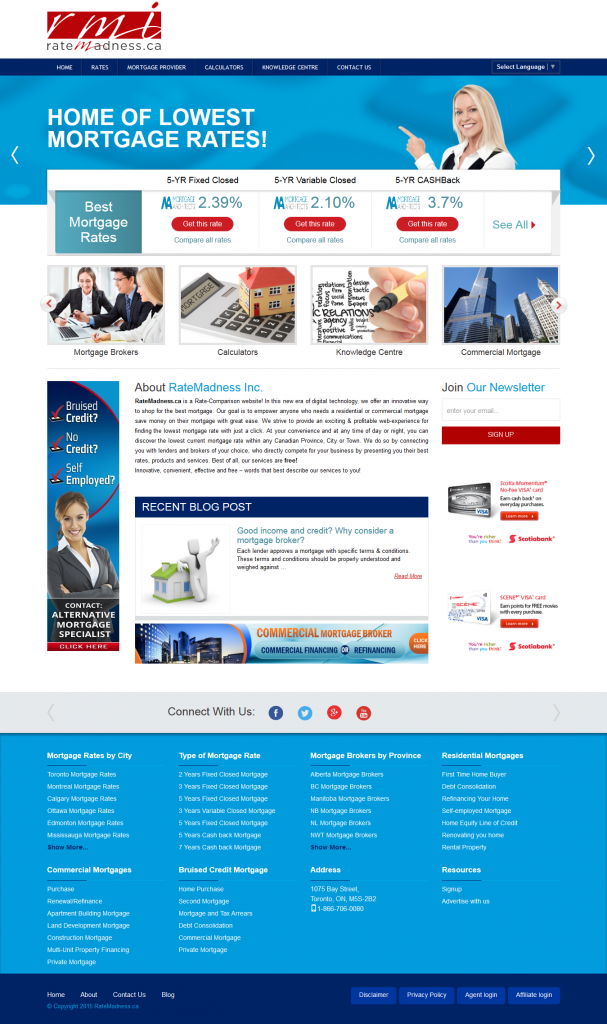 rmi
ratemadness.ca
HOME RATES MORTGAGE PROVIDER CALCULATORS KNOWLEDGE CENTRE CONTACT US Select Language ▼
HOME OF LOWEST
MORTGAGE RATES!
Best
Mortgage
Rates
5-YR Fixed Closed
MORTGAGE
ARCHITECTS
2.39%
Get this rate
Compare all rates
5-YR Variable Closed
MORTGAGE
ARCHITECTS
2.10%
Get this rate
Compare all rates
5-YR CASHBack
MORTGAGE
ARCHITECTS
3.7%
Get this rate
Compare all rates
See All
MORTGAGE
Mortgage Brokers
Calculators
Knowledge Centre
Commercial Mortgage
Bruised
Credit?
No
Credit?
Self
Employed?
CONTACT:
ALTERNATIVE
MORTGAGE
SPECIALIST
CLICK HERE
About RateMadness Inc.
RateMadness.ca is a Rate-Comparison website! In this new era of digital technology, we offer an innovative way
to shop for the best mortgage. Our goal is to empower anyone who needs a residential or commercial mortgage
save money on their mortgage with great ease. We strive to provide an exciting & profitable web-experience for
finding the lowest mortgage rate with just a click. At your convenience and at any time of day or night, you can
discover the lowest current mortgage rate within any Canadian Province, City or Town. We do so by connecting
you with lenders and brokers of your choice, who directly compete for your business by presenting you their best
rates, products and services. Best of all, our services are free!
Innovative, convenient, effective and free – words that best describe our services to you!
RECENT BLOG POST
Good income and credit? Why consider a
mortgage broker?
Each lender approves a mortgage with specific terms & conditions.
These terms and conditions should be properly understood and
weighed against ...
Read More
COMMERCIAL MORTGAGE BROKER
COMMERCIAL FINANCING OR REFINANCING
CLICK
HERE
Join Our Newsletter
enter your email...
SIGN UP
Scotia Momentum®
No-Fee VISA* card
Earn cash back¹ on
everyday purchases.
Learn more
VISA
You're richer
than you think.®
Scotiabank®
SCENE®* VISA* card
Earn points for FREE movies
with every purchase.
Learn more
SCENE
VISA
You're richer
than you think.®
Scotiabank®
Connect With Us:
Mortgage Rates by City
Toronto Mortgage Rates
Montreal Mortgage Rates
Calgary Mortgage Rates
Ottawa Mortgage Rates
Edmonton Mortgage Rates
Mississauga Mortgage Rates
Show More...
Type of Mortgage Rate
2 Years Fixed Closed Mortgage
3 Years Fixed Closed Mortgage
5 Years Fixed Closed Mortgage
3 Years Variable Closed Mortgage
5 Years Fixed Closed Mortgage
5 Years Cash back Mortgage
7 Years Cash back Mortgage
Mortgage Brokers by Province
Alberta Mortgage Brokers
BC Mortgage Brokers
Manitoba Mortgage Brokers
NB Mortgage Brokers
NL Mortgage Brokers
NWT Mortgage Brokers
Show More...
Residential Mortgages
First Time Home Buyer
Debt Consolidation
Refinancing Your Home
Self-employed Mortgage
Home Equity Line of Credit
Renovating you home
Rental Property
Commercial Mortgages
Purchase
Renewal/Refinance
Apartment Building Mortgage
Land Development Mortgage
Construction Mortgage
Mutli-Unit Property Financing
Private Mortgage
Bruised Credit Mortgage
Home Purchase
Second Mortgage
Mortgage and Tax Arrears
Debt Consolidation
Commercial Mortgage
Private Mortgage
Address
1075 Bay Street,
Toronto, ON, M5S-2B2
1-866-706-0080
Resources
Signup
Advertise with us
Home About Contact Us Blog
© Copyright 2015 RateMadness.ca
Disclaimer Privacy Policy Agent login Affiliate login